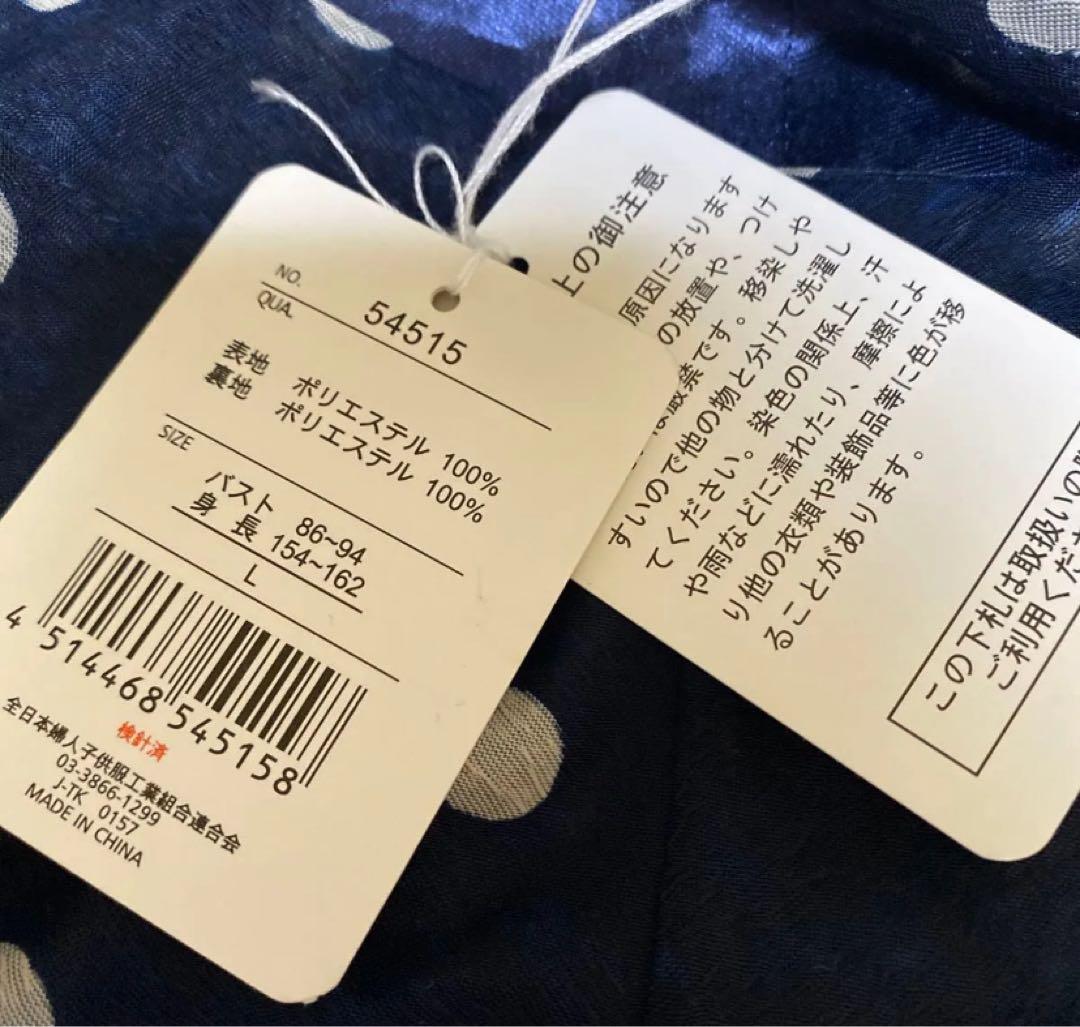 NO.
54515
QUA.
表地 ポリエステル 100%
裏地 ポリエステル 100%
SIZE
バスト 86~94
身 長 154~162
L
4 514468 545158
検針済
全日本婦人子供服工業組合連合会
03-3866-1299
J-TK 0157
MADE IN CHINA
上の御注意
原因になります
の放置や、つけ
禁です。移染しや
すいので他の物と分けて洗濯し
てください。染色の関係上、汗
や雨などに濡れたり、摩擦によ
り他の衣類や装飾品等に色が移
ることがあります。
この下札は取扱いの
ご利用くださ